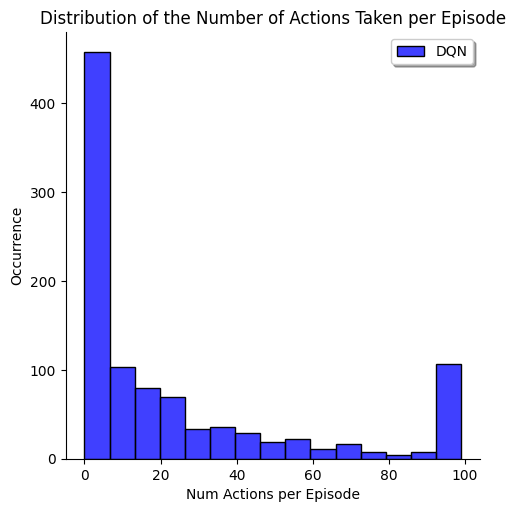 Distribution of the Number of Actions Taken per Episode
DQN
400
300
200
100
0
Occurrence
0 20 40 60 80 100
Num Actions per Episode